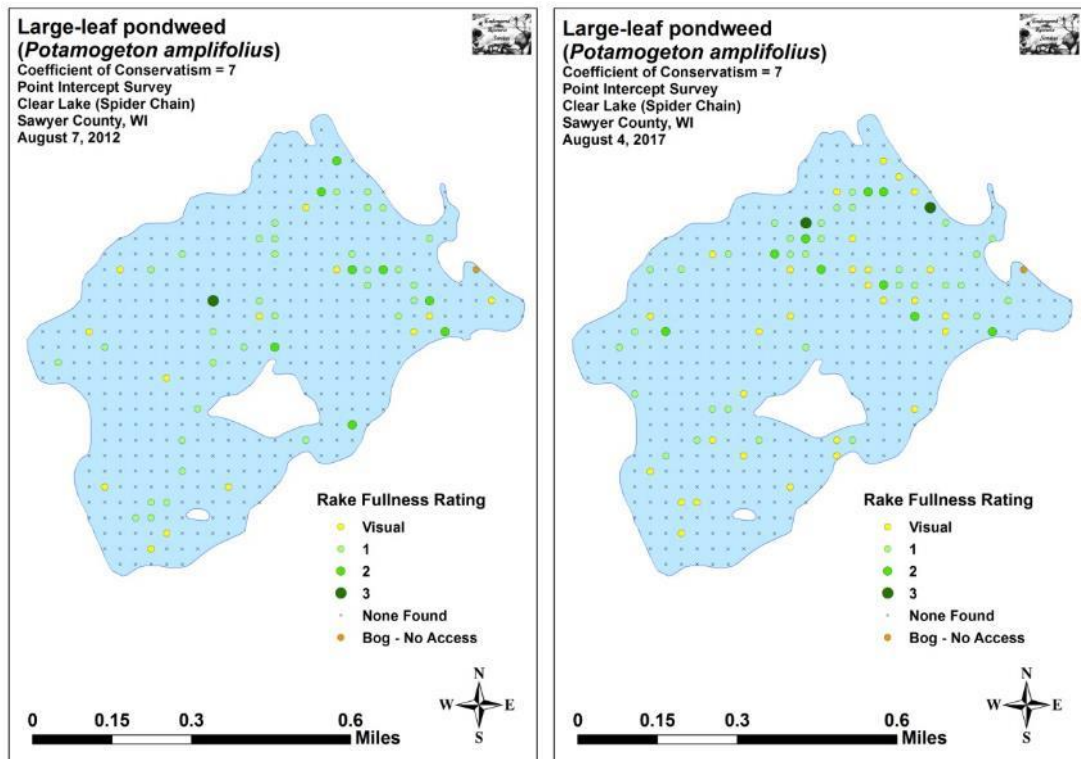 Large-leaf pondweed
(Potamogeton amplifolius)
Coefficient of Conservatism = 7
Point Intercept Survey
Clear Lake (Spider Chain)
Sawyer County, WI
August 7, 2012
Rake Fullness Rating
Visual
1
2
3
None Found
Bog - No Access
N
W E
S
0 0.15 0.3 0.6
Miles
Large-leaf pondweed
(Potamogeton amplifolius)
Coefficient of Conservatism = 7
Point Intercept Survey
Clear Lake (Spider Chain)
Sawyer County, WI
August 4, 2017
Rake Fullness Rating
Visual
1
2
3
None Found
Bog - No Access
N
W E
S
0 0.15 0.3 0.6
Miles